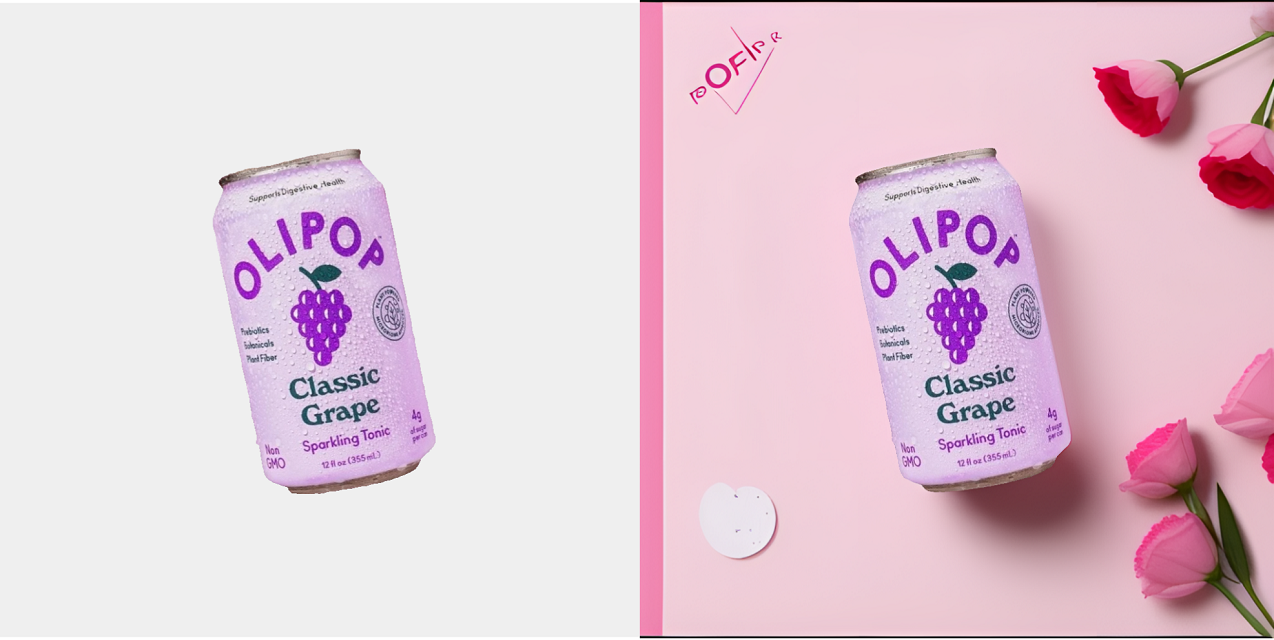 Supports Digestive Health
OLIPOP
Prebiotics
Botanicals
Plant Fiber
Classic
Grape
4g
of sugar
per can
Sparkling Tonic
Non
GMO
12 fl oz (355 mL)
Supports Digestive Health
OLIPOP
Prebiotics
Botanicals
Plant Fiber
Classic
Grape
4g
of sugar
per can
Sparkling Tonic
Non
GMO
12 fl oz (355 mL)